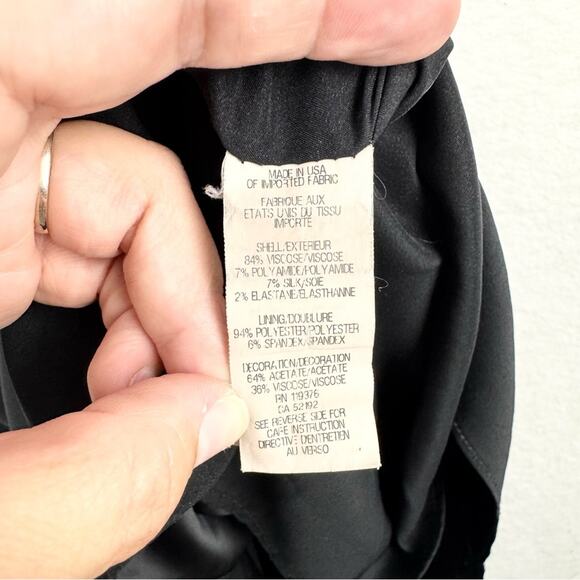 MADE IN USA
OF IMPORTED FABRIC
FABRIQUE AUX
ETATS UNIS DU TISSU
IMPORTE
SHELL/EXTERIEUR
84% VISCOSE/VISCOSE
7% POLYAMIDE/POLYAMIDE
7% SILK/SOIE
2% ELASTANE/ELASTHANNE
LINING/DOUBLURE
94% POLYESTER/POLYESTER
6% SPANDEX/SPANDEX
DECORATION/DECORATION
64% ACETATE/ACETATE
36% VISCOSE/VISCOSE
RN 119376
CA 52192
SEE REVERSE SIDE FOR
CARE INSTRUCTION
DIRECTIVE D'ENTRETIEN
AU VERSO